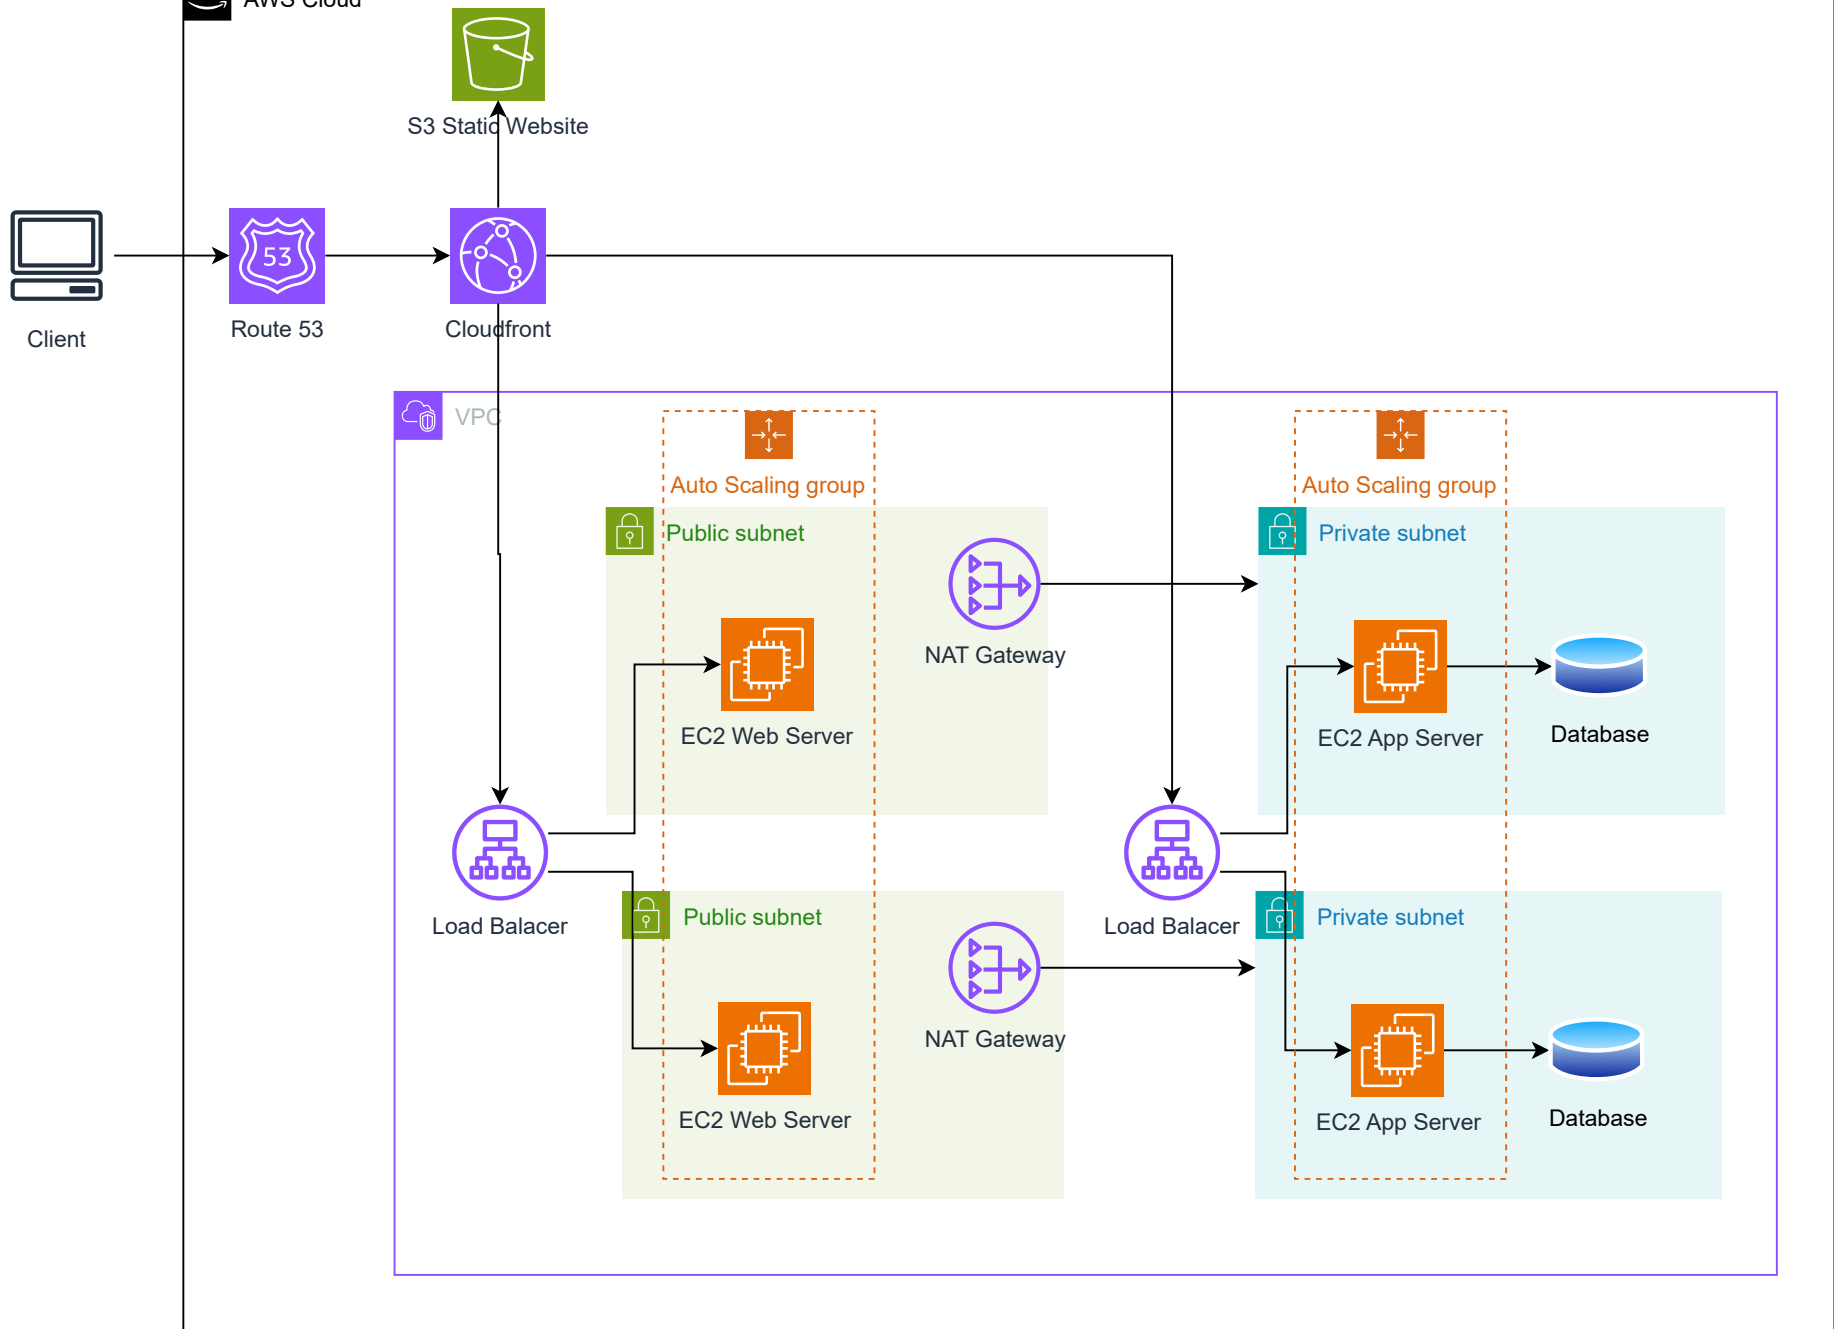 AWS Cloud
S3 Static Website
53
Client
Route 53
Cloudfront
VPC
Auto Scaling group
Auto Scaling group
Public subnet
Private subnet
NAT Gateway
EC2 Web Server
EC2 App Server
Database
Load Balacer
Public subnet
Load Balacer
Private subnet
NAT Gateway
EC2 Web Server
EC2 App Server
Database